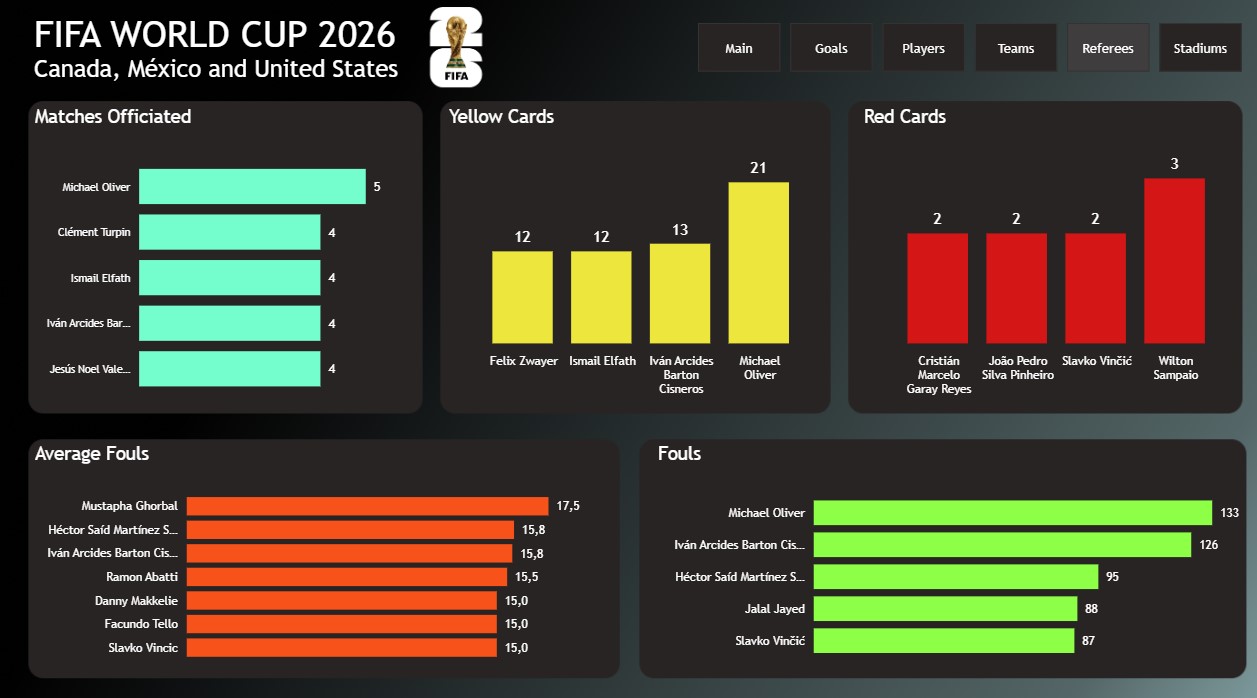 FIFA WORLD CUP 2026
Canada, México and United States
FIFA
Main
Goals
Players
Teams
Referees
Stadiums
Matches Officiated
Michael Oliver
5
Clément Turpin
4
Ismail Elfath
4
Iván Arcides Bar...
4
Jesús Noel Vale...
4
Yellow Cards
12
12
13
21
Felix Zwayer
Ismail Elfath
Iván Arcides
Barton
Cisneros
Michael
Oliver
Red Cards
2
2
2
3
Cristián
Marcelo
Garay Reyes
João Pedro
Silva Pinheiro
Slavko Vinčić
Wilton
Sampaio
Average Fouls
Mustapha Ghorbal
17,5
Héctor Saíd Martínez S...
15,8
Iván Arcides Barton Cis...
15,8
Ramon Abatti
15,5
Danny Makkelie
15,0
Facundo Tello
15,0
Slavko Vincic
15,0
Fouls
Michael Oliver
133
Iván Arcides Barton Cis...
126
Héctor Saíd Martínez S...
95
Jalal Jayed
88
Slavko Vinčić
87